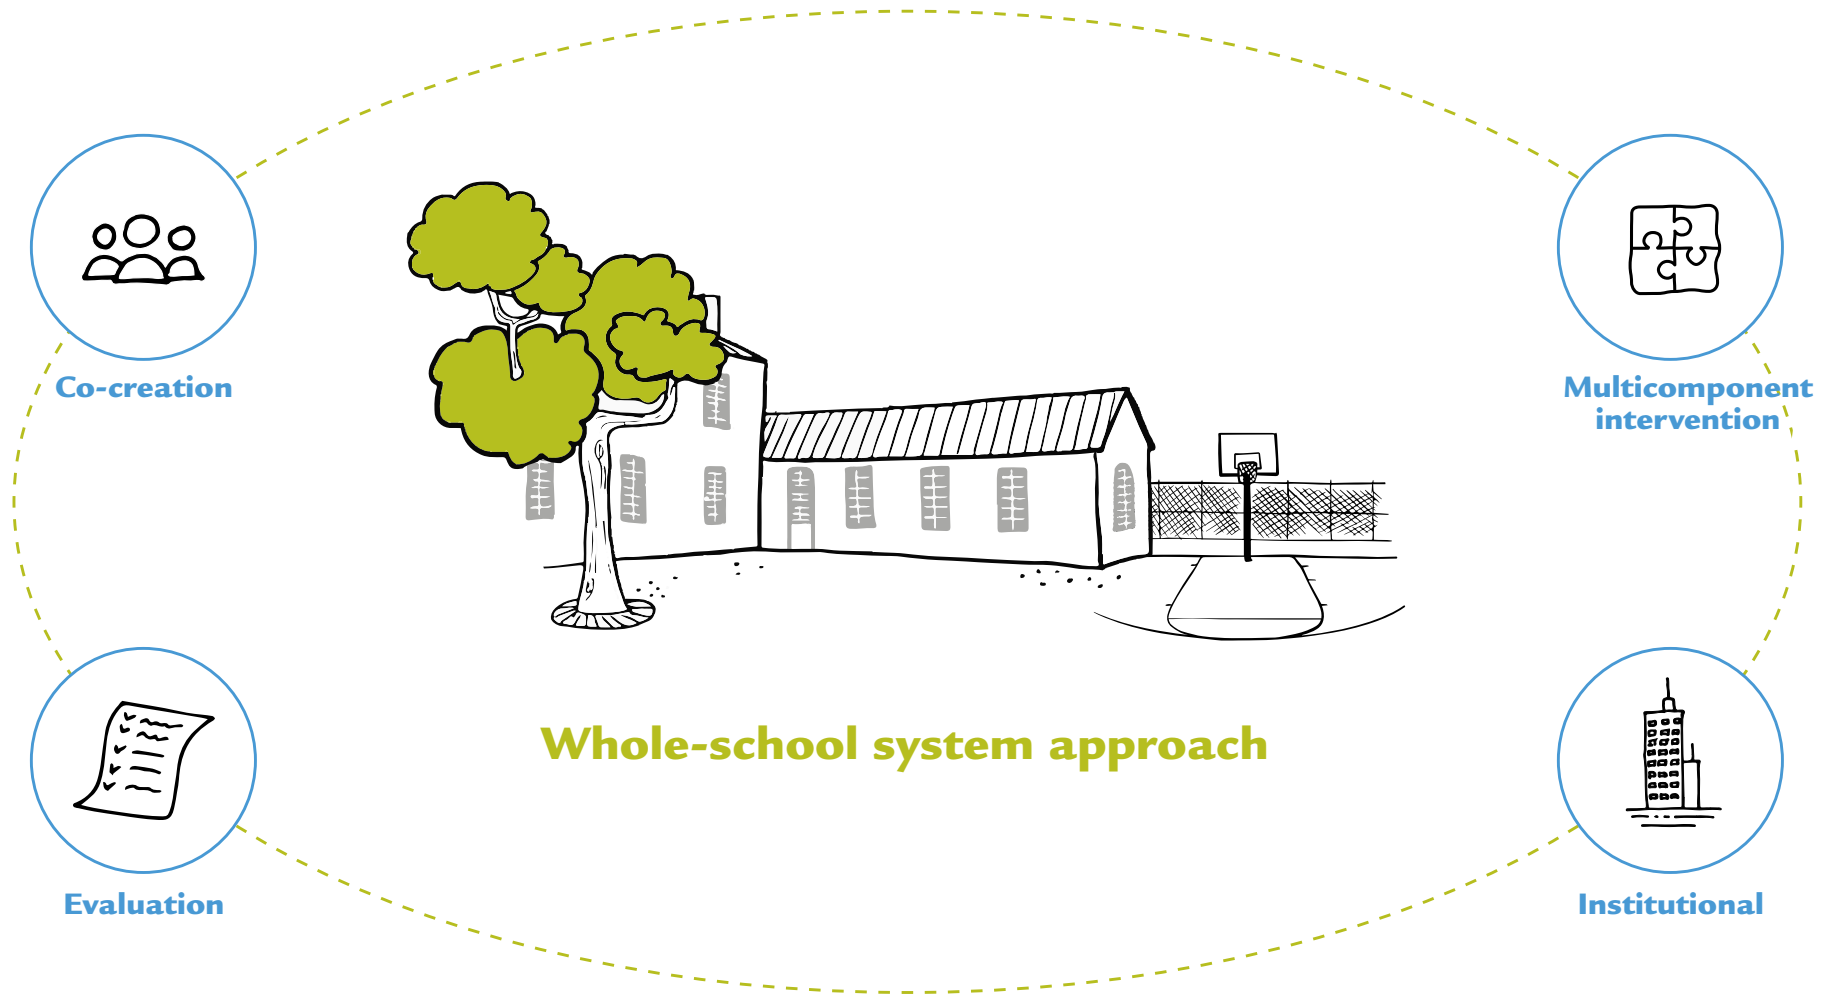 Co-creation
Multicomponent
intervention
Whole-school system approach
Evaluation
Institutional